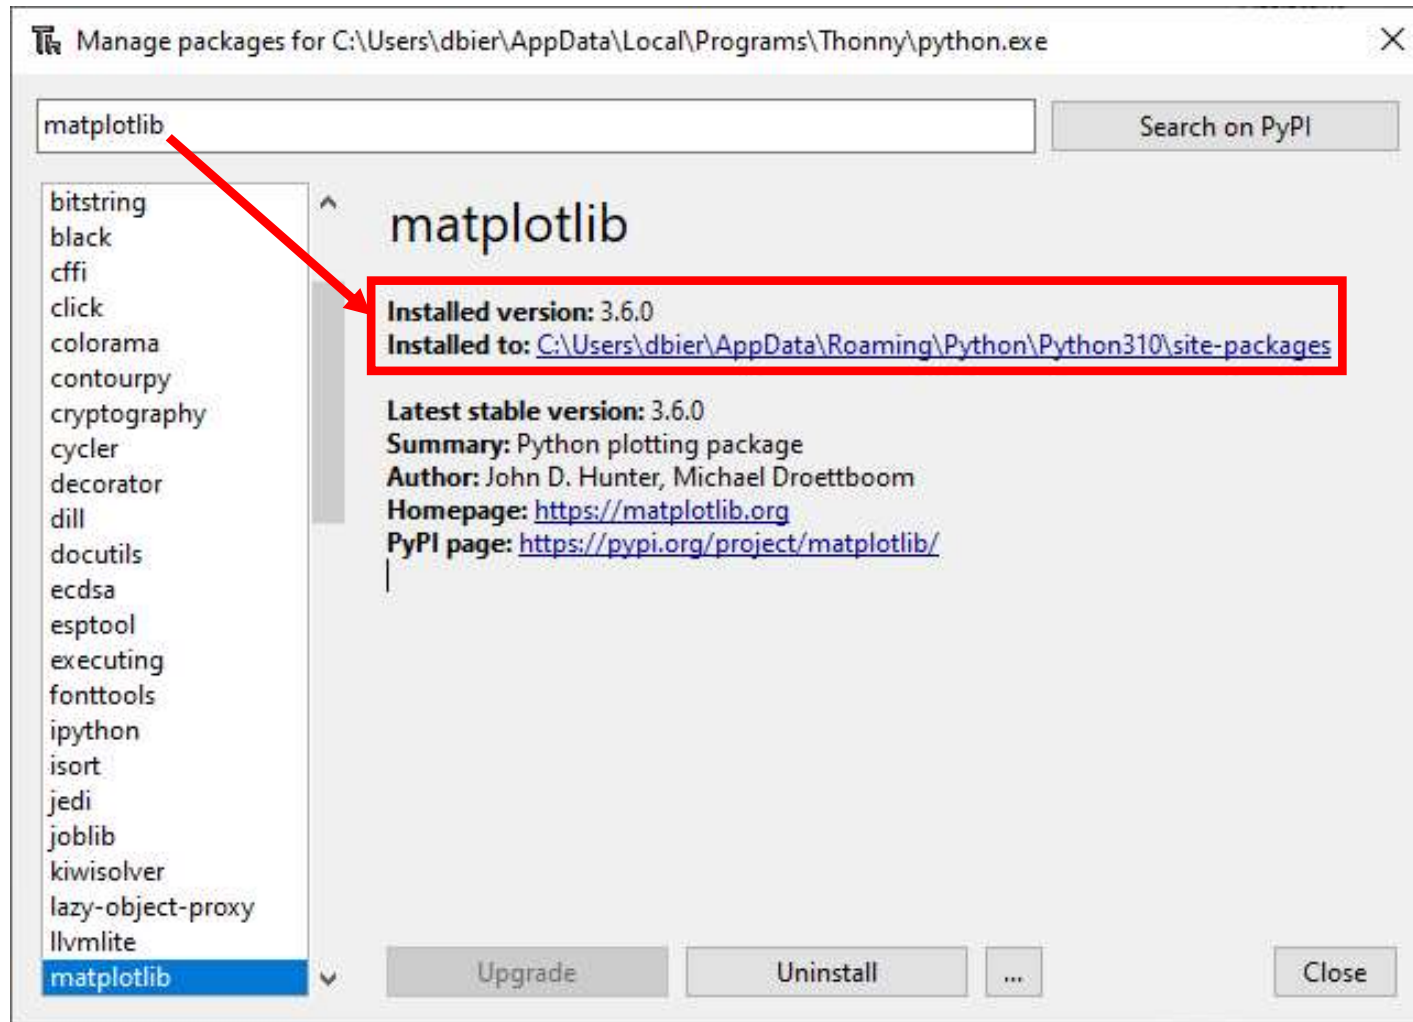 Manage packages for C:\Users\dbier\AppData\Local\Programs\Thonny\python.exe
matplotlib
Search on PyPI
bitstring
black
cffi
click
colorama
contourpy
cryptography
cycler
decorator
dill
docutils
ecdsa
esptool
executing
fonttools
ipython
isort
jedi
joblib
kiwisolver
lazy-object-proxy
llvmlite
matplotlib
matplotlib
Installed version: 3.6.0
Installed to: C:\Users\dbier\AppData\Roaming\Python\Python310\site-packages
Latest stable version: 3.6.0
Summary: Python plotting package
Author: John D. Hunter, Michael Droettboom
Homepage: https://matplotlib.org
PyPI page: https://pypi.org/project/matplotlib/
Upgrade
Uninstall
...
Close